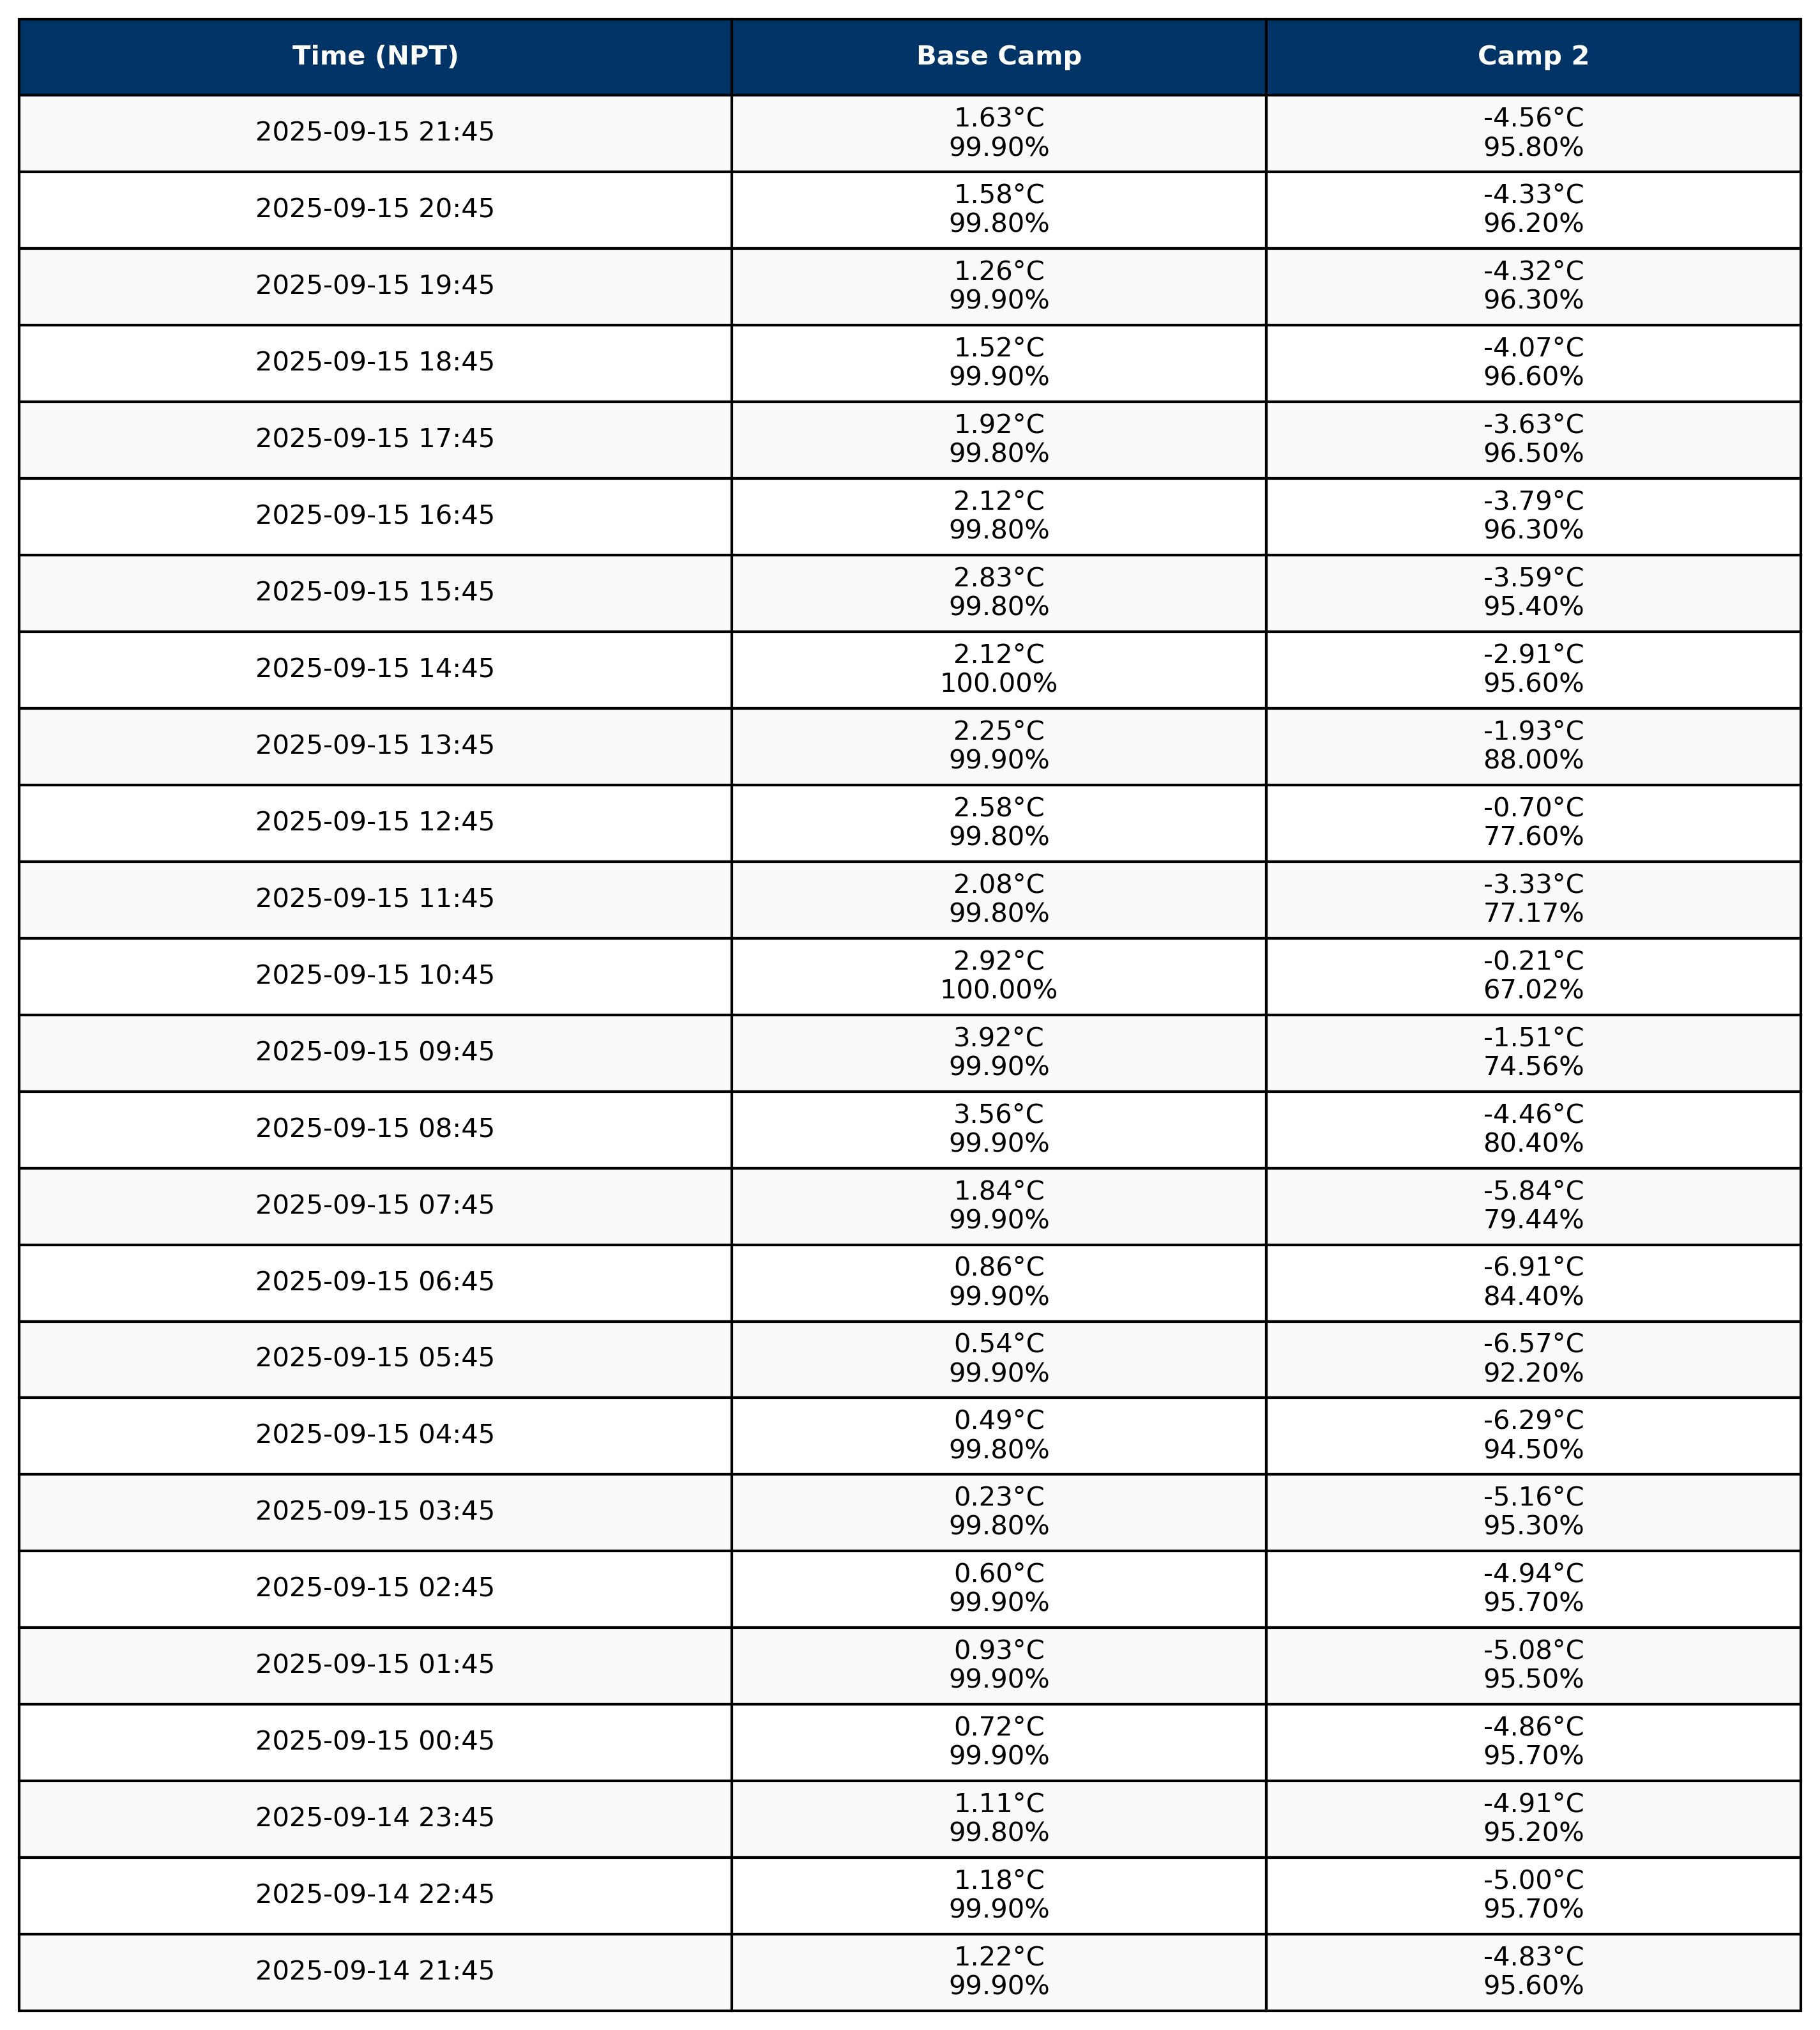 Time (NPT) Base Camp Camp 2
2025-09-15 21:45 1.63°C -4.56°C
99.90% 95.80%
2025-09-15 20:45 1.58°C -4.33°C
99.80% 96.20%
2025-09-15 19:45 1.26°C -4.32°C
99.90% 96.30%
2025-09-15 18:45 1.52°C -4.07°C
99.90% 96.60%
2025-09-15 17:45 1.92°C -3.63°C
99.80% 96.50%
2025-09-15 16:45 2.12°C -3.79°C
99.80% 96.30%
2025-09-15 15:45 2.83°C -3.59°C
99.80% 95.40%
2025-09-15 14:45 2.12°C -2.91°C
100.00% 95.60%
2025-09-15 13:45 2.25°C -1.93°C
99.90% 88.00%
2025-09-15 12:45 2.58°C -0.70°C
99.80% 77.60%
2025-09-15 11:45 2.08°C -3.33°C
99.80% 77.17%
2025-09-15 10:45 2.92°C -0.21°C
100.00% 67.02%
2025-09-15 09:45 3.92°C -1.51°C
99.90% 74.56%
2025-09-15 08:45 3.56°C -4.46°C
99.90% 80.40%
2025-09-15 07:45 1.84°C -5.84°C
99.90% 79.44%
2025-09-15 06:45 0.86°C -6.91°C
99.90% 84.40%
2025-09-15 05:45 0.54°C -6.57°C
99.90% 92.20%
2025-09-15 04:45 0.49°C -6.29°C
99.80% 94.50%
2025-09-15 03:45 0.23°C -5.16°C
99.80% 95.30%
2025-09-15 02:45 0.60°C -4.94°C
99.90% 95.70%
2025-09-15 01:45 0.93°C -5.08°C
99.90% 95.50%
2025-09-15 00:45 0.72°C -4.86°C
99.90% 95.70%
2025-09-14 23:45 1.11°C -4.91°C
99.80% 95.20%
2025-09-14 22:45 1.18°C -5.00°C
99.90% 95.70%
2025-09-14 21:45 1.22°C -4.83°C
99.90% 95.60%